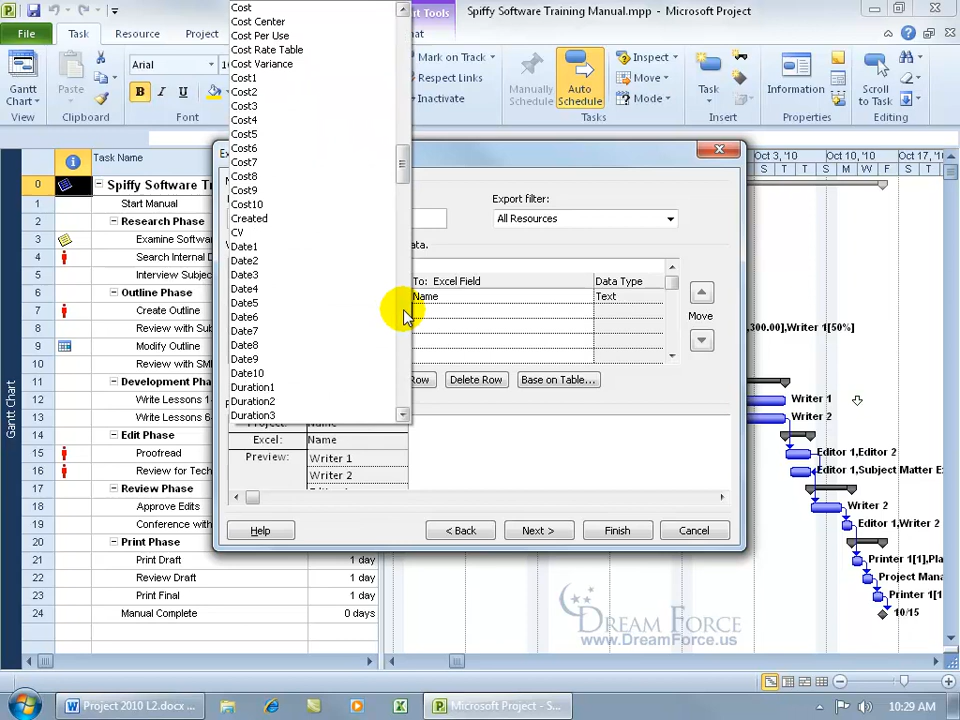 Cost
Cost Center
Cost Per Use
Cost Rate Table
Cost Variance
Cost1
Cost2
Cost3
Cost4
Cost5
Cost6
Cost7
Cost8
Cost9
Cost10
Created
CV
Date1
Date2
Date3
Date4
Date5
Date6
Date7
Date8
Date9
Date10
Duration1
Duration2
Duration3
Spiffy Software Training Manual.mpp - Microsoft Project
File Task Resource Project
Gantt Chart
View
Paste
Clipboard
Arial
B I U
Font
Mark on Track
Respect Links
Inactivate
Manually Schedule
Auto Schedule
Inspect
Move
Mode
Tasks
Task
Insert
Information
Properties
Scroll to Task
Editing
Task Name
Oct 3, '10 Oct 10, '10 Oct 17, '10
S T T S M W F S T T
0 Spiffy Software Tr
1 Start Manual
2 Research Phase
3 Examine Softwar
4 Search Internal D
5 Interview Subjec
6 Outline Phase
7 Create Outline
8 Review with Sub
9 Modify Outline
10 Review with SM
11 Development Pha
12 Write Lessons 1-
13 Write Lessons 6-
14 Edit Phase
15 Proofread
16 Review for Tech
17 Review Phase
18 Approve Edits
19 Conference with
20 Print Phase
21 Print Draft 1 day
22 Review Draft 1 day
23 Print Final 1 day
24 Manual Complete 0 days
Gantt Chart
Export filter:
All Resources
To: Excel Field Data Type
Name Text
Move
Row Delete Row Base on Table...
Project: Name
Excel: Name
Preview: Writer 1
Writer 2
Help < Back Next > Finish Cancel
300.00],Writer 1[50%]
Writer 1
Writer 2
Editor 1,Editor 2
Editor 1,Subject Matter E
Writer 2
Editor 1,Writer 2
Printer 1[1],Pla
Project Mana
Printer 1[1
10/15
DREAM FORCE
www.DreamForce.us
Project 2010 L2.docx ...
Microsoft Project - S...
10:29 AM